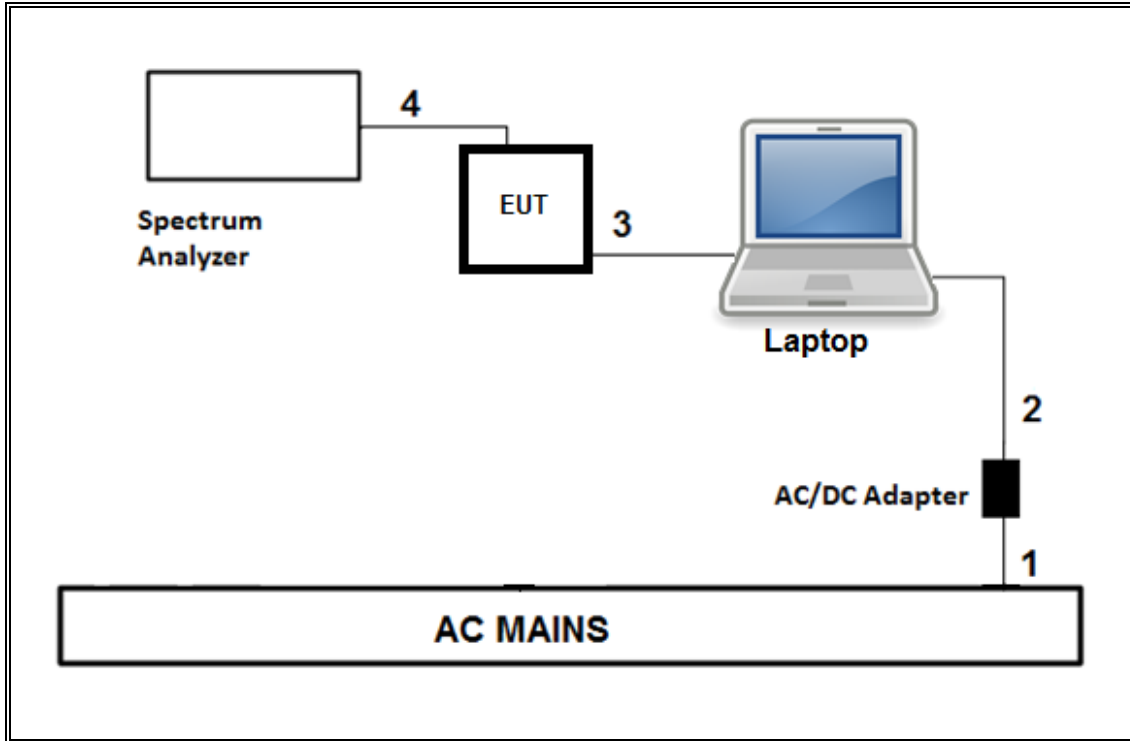 4
EUT
Spectrum
Analyzer
3
Laptop
2
AC/DC Adapter
1
AC MAINS